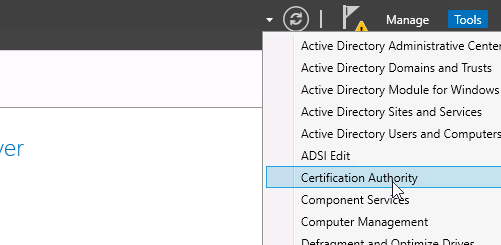 Manage Tools
Active Directory Administrative Center
Active Directory Domains and Trusts
Active Directory Module for Windows
Active Directory Sites and Services
Active Directory Users and Computers
ver
ADSI Edit
Certification Authority
Component Services
Computer Management
Defragment and Optimize Drives